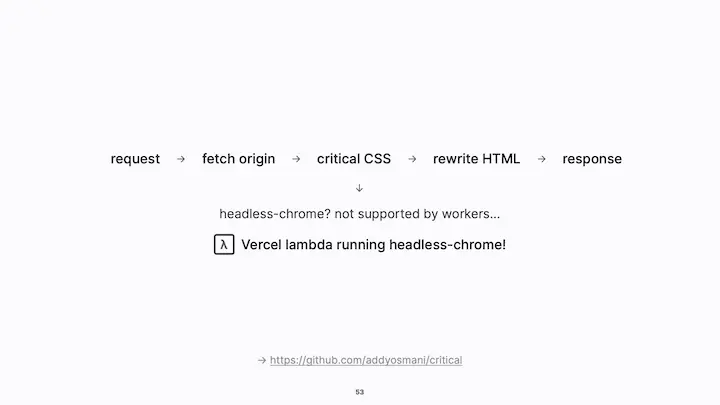 request → fetch origin → critical CSS → rewrite HTML → response
↓
headless-chrome? not supported by workers...
λ Vercel lambda running headless-chrome!
→ https://github.com/addyosmani/critical
53